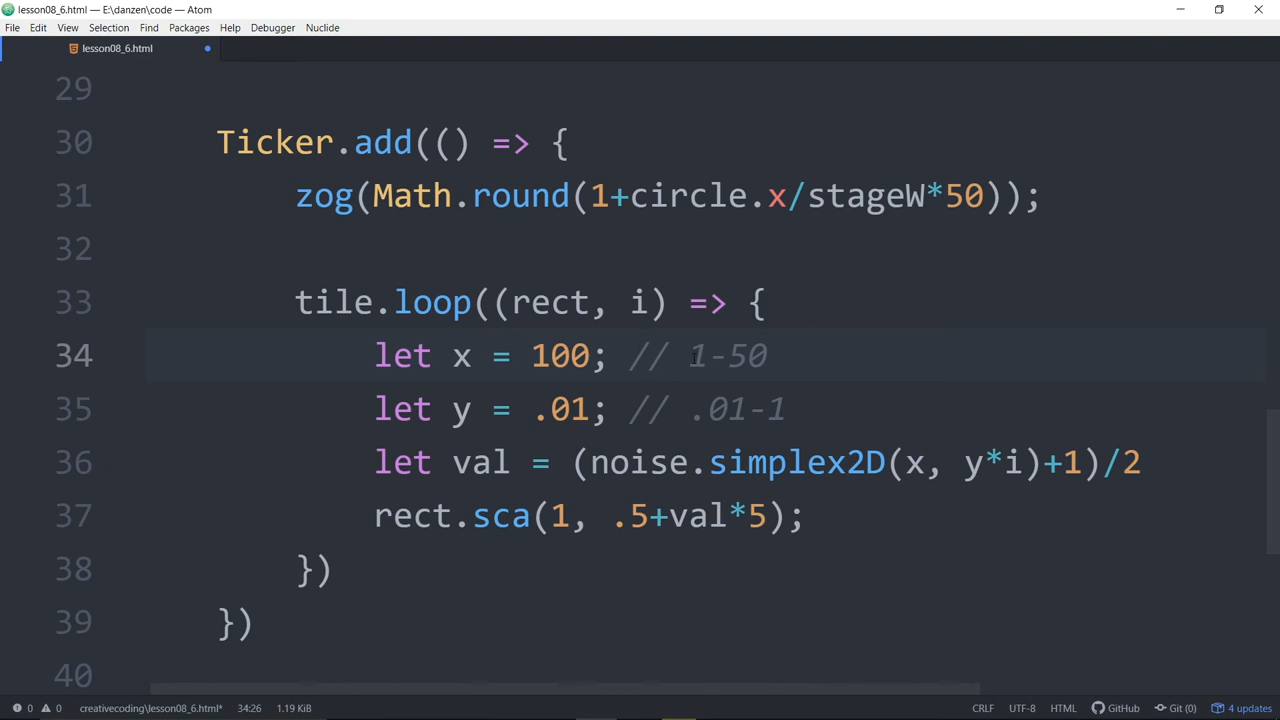 lesson08_6.html — E:\danzen\code — Atom
File Edit View Selection Find Packages Help Debugger Nuclide
lesson08_6.html
29
30 Ticker.add(() => {
31 zog(Math.round(1+circle.x/stageW*50));
32
33 tile.loop((rect, i) => {
34 let x = 100; // 1-50
35 let y = .01; // .01-1
36 let val = (noise.simplex2D(x, y*i)+1)/2
37 rect.sca(1, .5+val*5);
38 })
39 })
40
0 0 creativecoding\lesson08_6.html* 34:26 1.19 KiB CRLF UTF-8 HTML GitHub Git (0) 4 updates